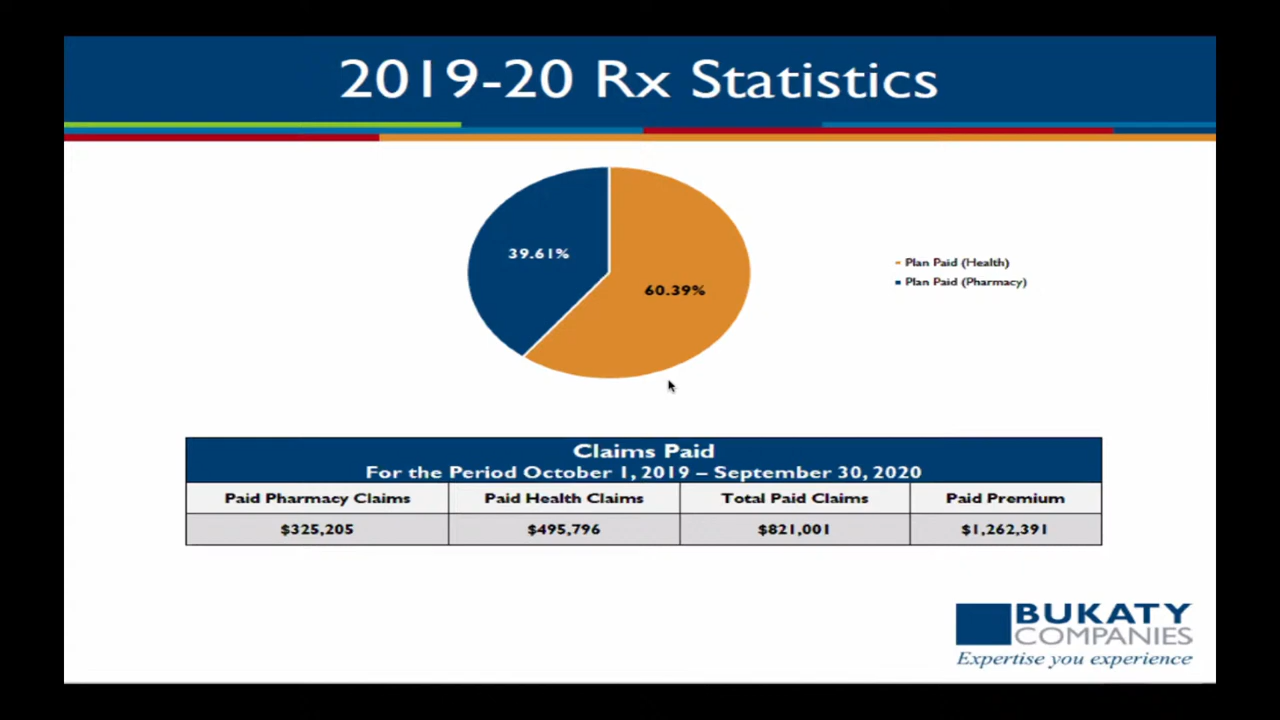 2019-20 Rx Statistics
39.61%
60.39%
Plan Paid (Health)
Plan Paid (Pharmacy)
Claims Paid
For the Period October 1, 2019 – September 30, 2020
Paid Pharmacy Claims Paid Health Claims Total Paid Claims Paid Premium
$325,205 $495,796 $821,001 $1,262,391
BUKATY
COMPANIES
Expertise you experience